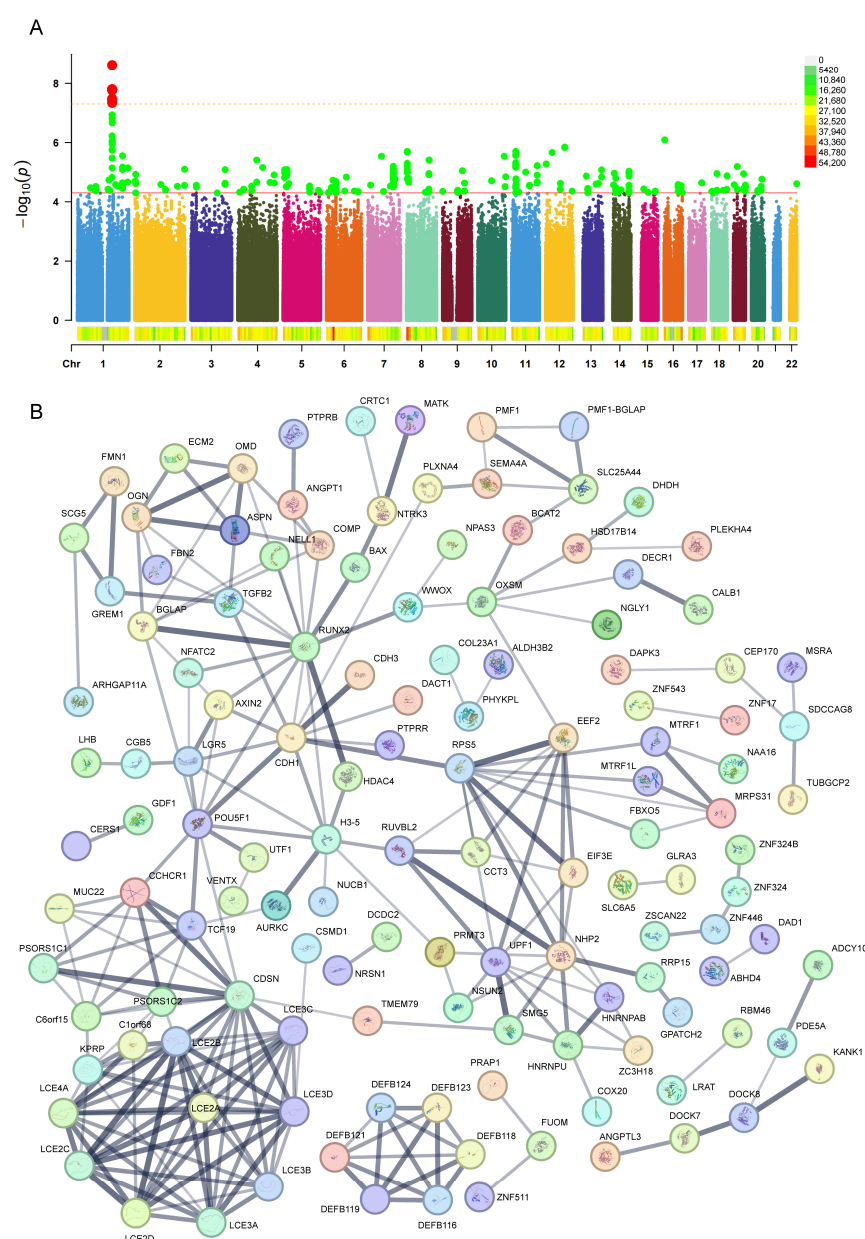 A
8
6
4
2
0
−log10(p)
0
5420
10,840
16,260
21,680
27,100
32,520
37,940
43,360
48,780
54,200
Chr 1 2 3 4 5 6 7 8 9 10 11 12 13 14 15 16 17 18 20 22
B
CRTC1
MATK
PMF1
PMF1-BGLAP
PTPRB
ECM2
OMD
FMN1
SEMA4A
SLC25A44
PLXNA4
ANGPT1
DHDH
OGN
ASPN
COMP
NTRK3
BCAT2
SCG5
NELL1
NPAS3
HSD17B14
PLEKHA4
FBN2
BAX
DECR1
TGFB2
WWOX
OXSM
CALB1
GREM1
BGLAP
RUNX2
NGLY1
COL23A1
ALDH3B2
NFATC2
CDH3
DAPK3
CEP170
MSRA
ARHGAP11A
AXIN2
DACT1
PHYKPL
ZNF543
ZNF17
SDCCAG8
PTPRR
EEF2
MTRF1
LHB
CGB5
LGR5
CDH1
RPS5
NAA16
HDAC4
MTRF1L
TUBGCP2
MRPS31
GDF1
POU5F1
FBXO5
CERS1
UTF1
H3-5
RUVBL2
CCT3
EIF3E
GLRA3
ZNF324B
CCHCR1
VENTX
SLC6A5
ZNF324
MUC22
NUCB1
TCF19
AURKC
DCDC2
ZSCAN22
ZNF446
DAD1
CSMD1
PRMT3
UPF1
NHP2
PSORS1C1
NRSN1
RRP15
ABHD4
ADCY10
PSORS1C2
CDSN
NSUN2
HNRNPAB
C6orf15
LCE3C
TMEM79
SMG5
GPATCH2
RBM46
PDE5A
C1orf68
LCE2B
HNRNPU
ZC3H18
KPRP
KANK1
LCE4A
LCE3D
DEFB124
DEFB123
PRAP1
COX20
LRAT
DOCK8
LCE2A
DOCK7
LCE2C
DEFB121
DEFB118
FUOM
ANGPTL3
LCE3B
DEFB119
ZNF511
DEFB116
LCE3A
LCE2D